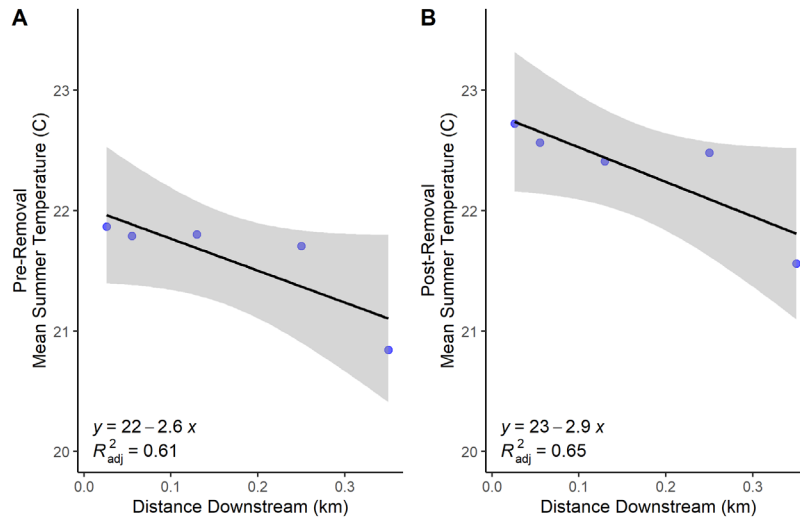 A
Pre-Removal
Mean Summer Temperature (C)
23
22
21
20
y = 22 − 2.6 x
R²adj = 0.61
0.0 0.1 0.2 0.3
Distance Downstream (km)
B
Post-Removal
Mean Summer Temperature (C)
23
22
21
20
y = 23 − 2.9 x
R²adj = 0.65
0.0 0.1 0.2 0.3
Distance Downstream (km)